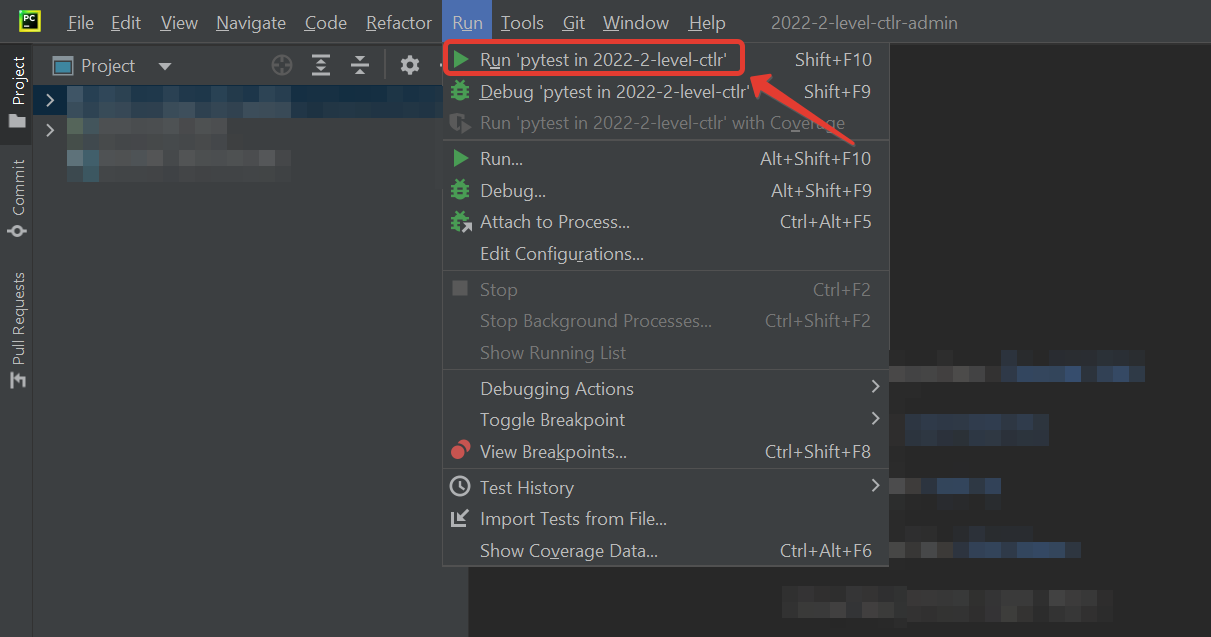 PC File Edit View Navigate Code Refactor Run Tools Git Window Help 2022-2-level-ctlr-admin
Project
Project
Commit
Pull Requests
Run 'pytest in 2022-2-level-ctlr' Shift+F10
Debug 'pytest in 2022-2-level-ctlr' Shift+F9
Run 'pytest in 2022-2-level-ctlr' with Coverage
Run... Alt+Shift+F10
Debug... Alt+Shift+F9
Attach to Process... Ctrl+Alt+F5
Edit Configurations...
Stop Ctrl+F2
Stop Background Processes... Ctrl+Shift+F2
Show Running List
Debugging Actions
Toggle Breakpoint
View Breakpoints... Ctrl+Shift+F8
Test History
Import Tests from File...
Show Coverage Data... Ctrl+Alt+F6